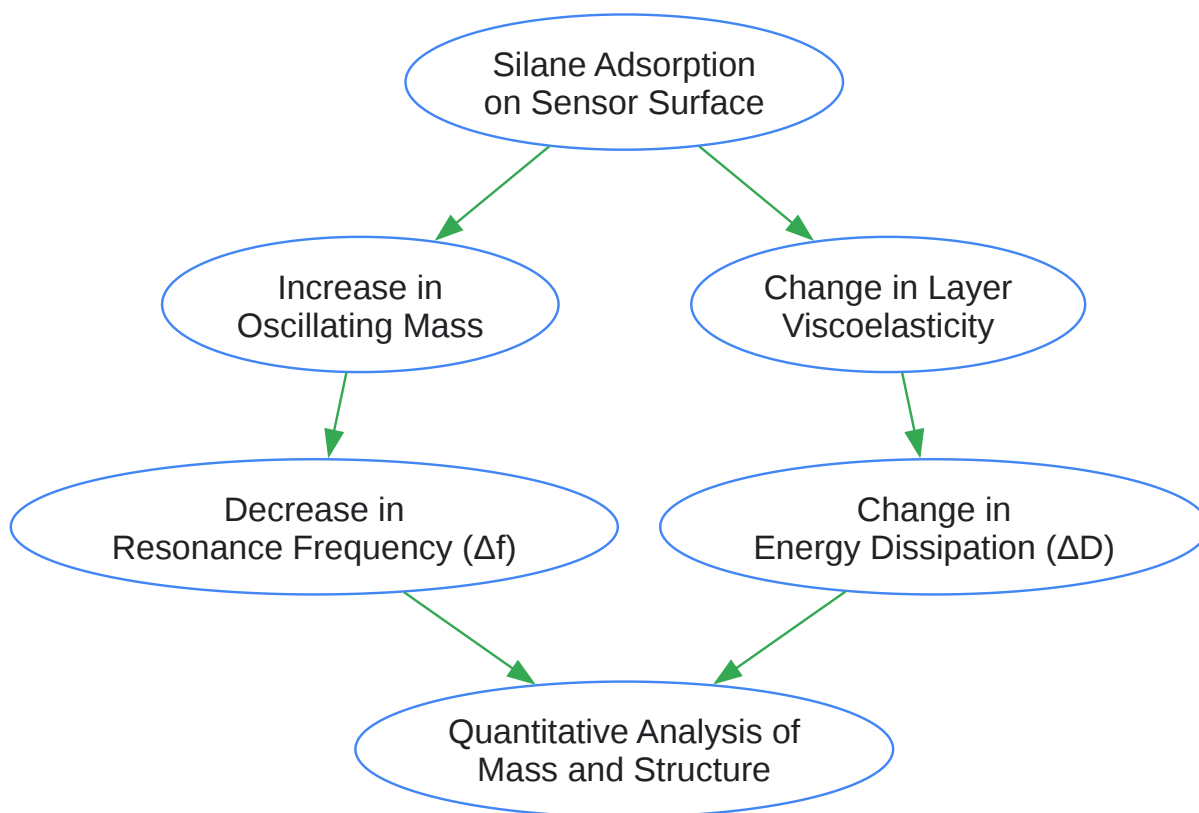 Silane Adsorption
on Sensor Surface
Increase in
Oscillating Mass
Change in Layer
Viscoelasticity
Decrease in
Resonance Frequency (Δf)
Change in
Energy Dissipation (ΔD)
Quantitative Analysis of
Mass and Structure